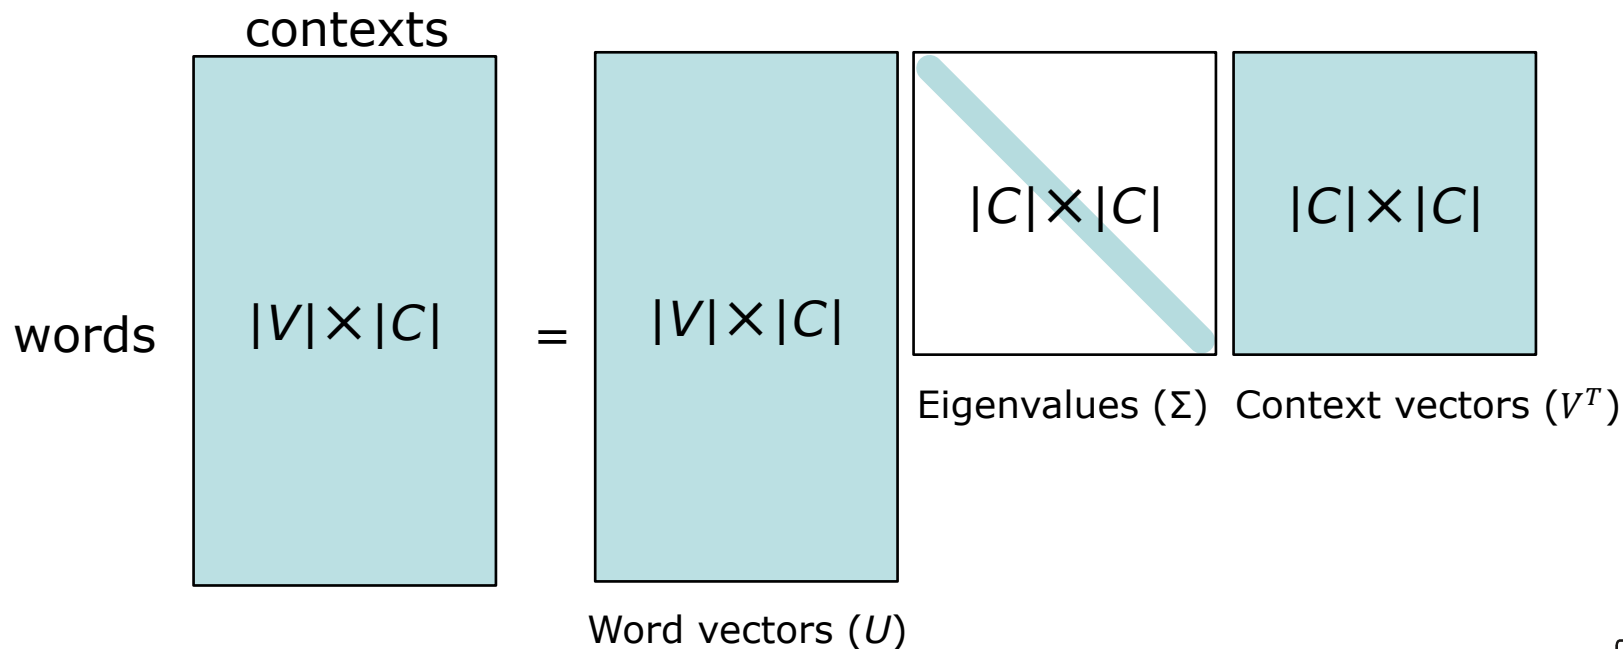 contexts
words
|V|×|C|
=
|V|×|C|
|C|×|C|
|C|×|C|
Eigenvalues (Σ)
Context vectors (V^T)
Word vectors (U)